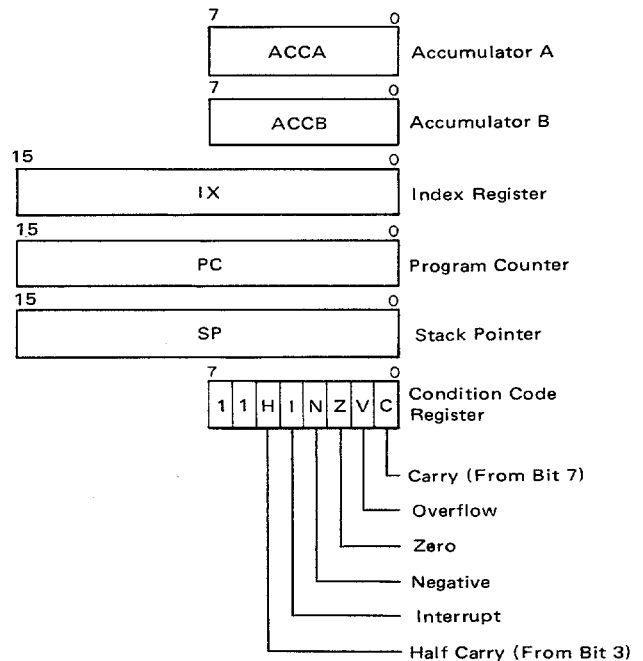 7 0
ACCA Accumulator A
7 0
ACCB Accumulator B
15 0
IX Index Register
15 0
PC Program Counter
15 0
SP Stack Pointer
7 0
1 1 H I N Z V C Condition Code
Register
Carry (From Bit 7)
Overflow
Zero
Negative
Interrupt
Half Carry (From Bit 3)